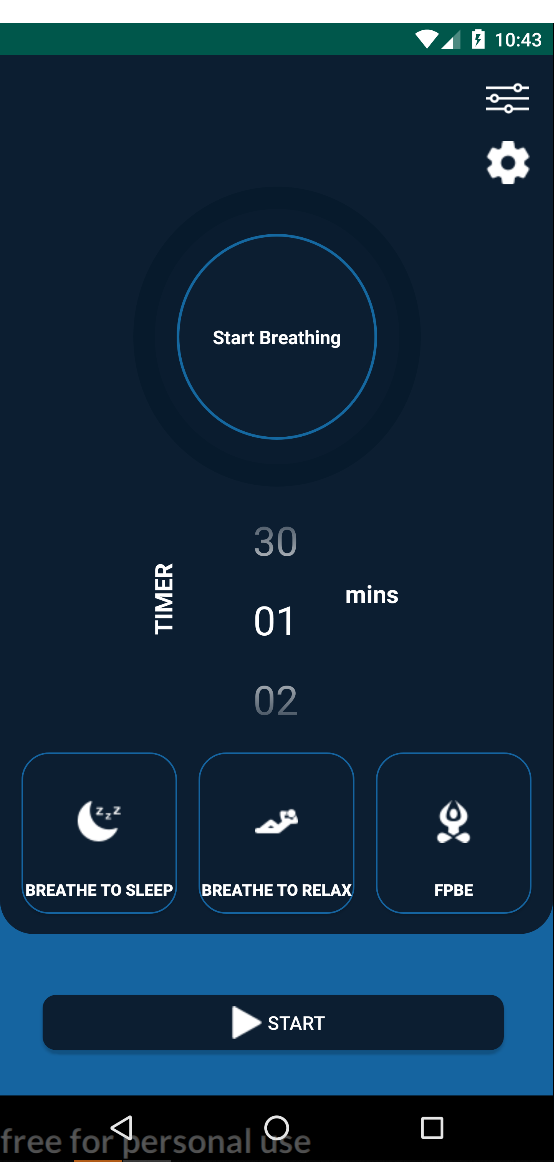 10:43
Start Breathing
30
TIMER
01
mins
02
zzz
BREATHE TO SLEEP
BREATHE TO RELAX
FPBE
START
free for personal use